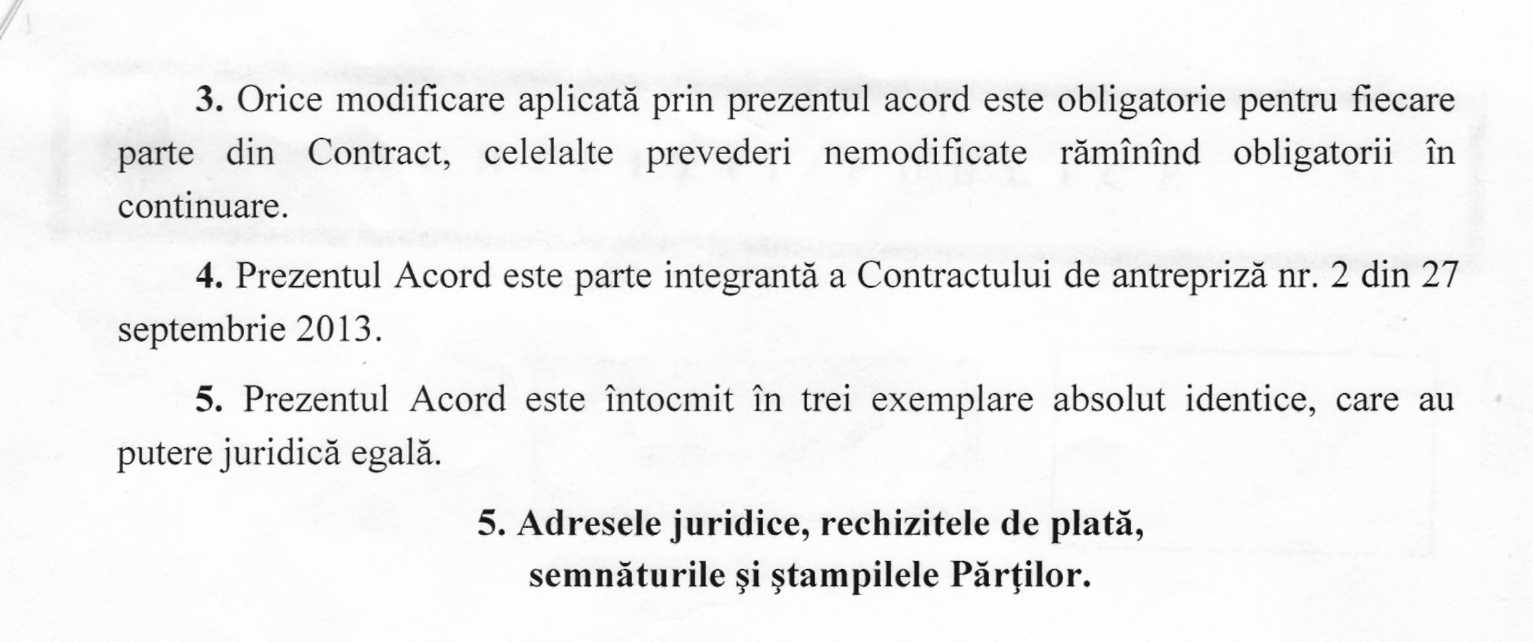 3. Orice modificare aplicată prin prezentul acord este obligatorie pentru fiecare
parte din Contract, celelalte prevederi nemodificate rămînînd obligatorii în
continuare.
4. Prezentul Acord este parte integrantă a Contractului de antrepriză nr. 2 din 27
septembrie 2013.
5. Prezentul Acord este întocmit în trei exemplare absolut identice, care au
putere juridică egală.
5. Adresele juridice, rechizitele de plată,
semnăturile şi ştampilele Părţilor.